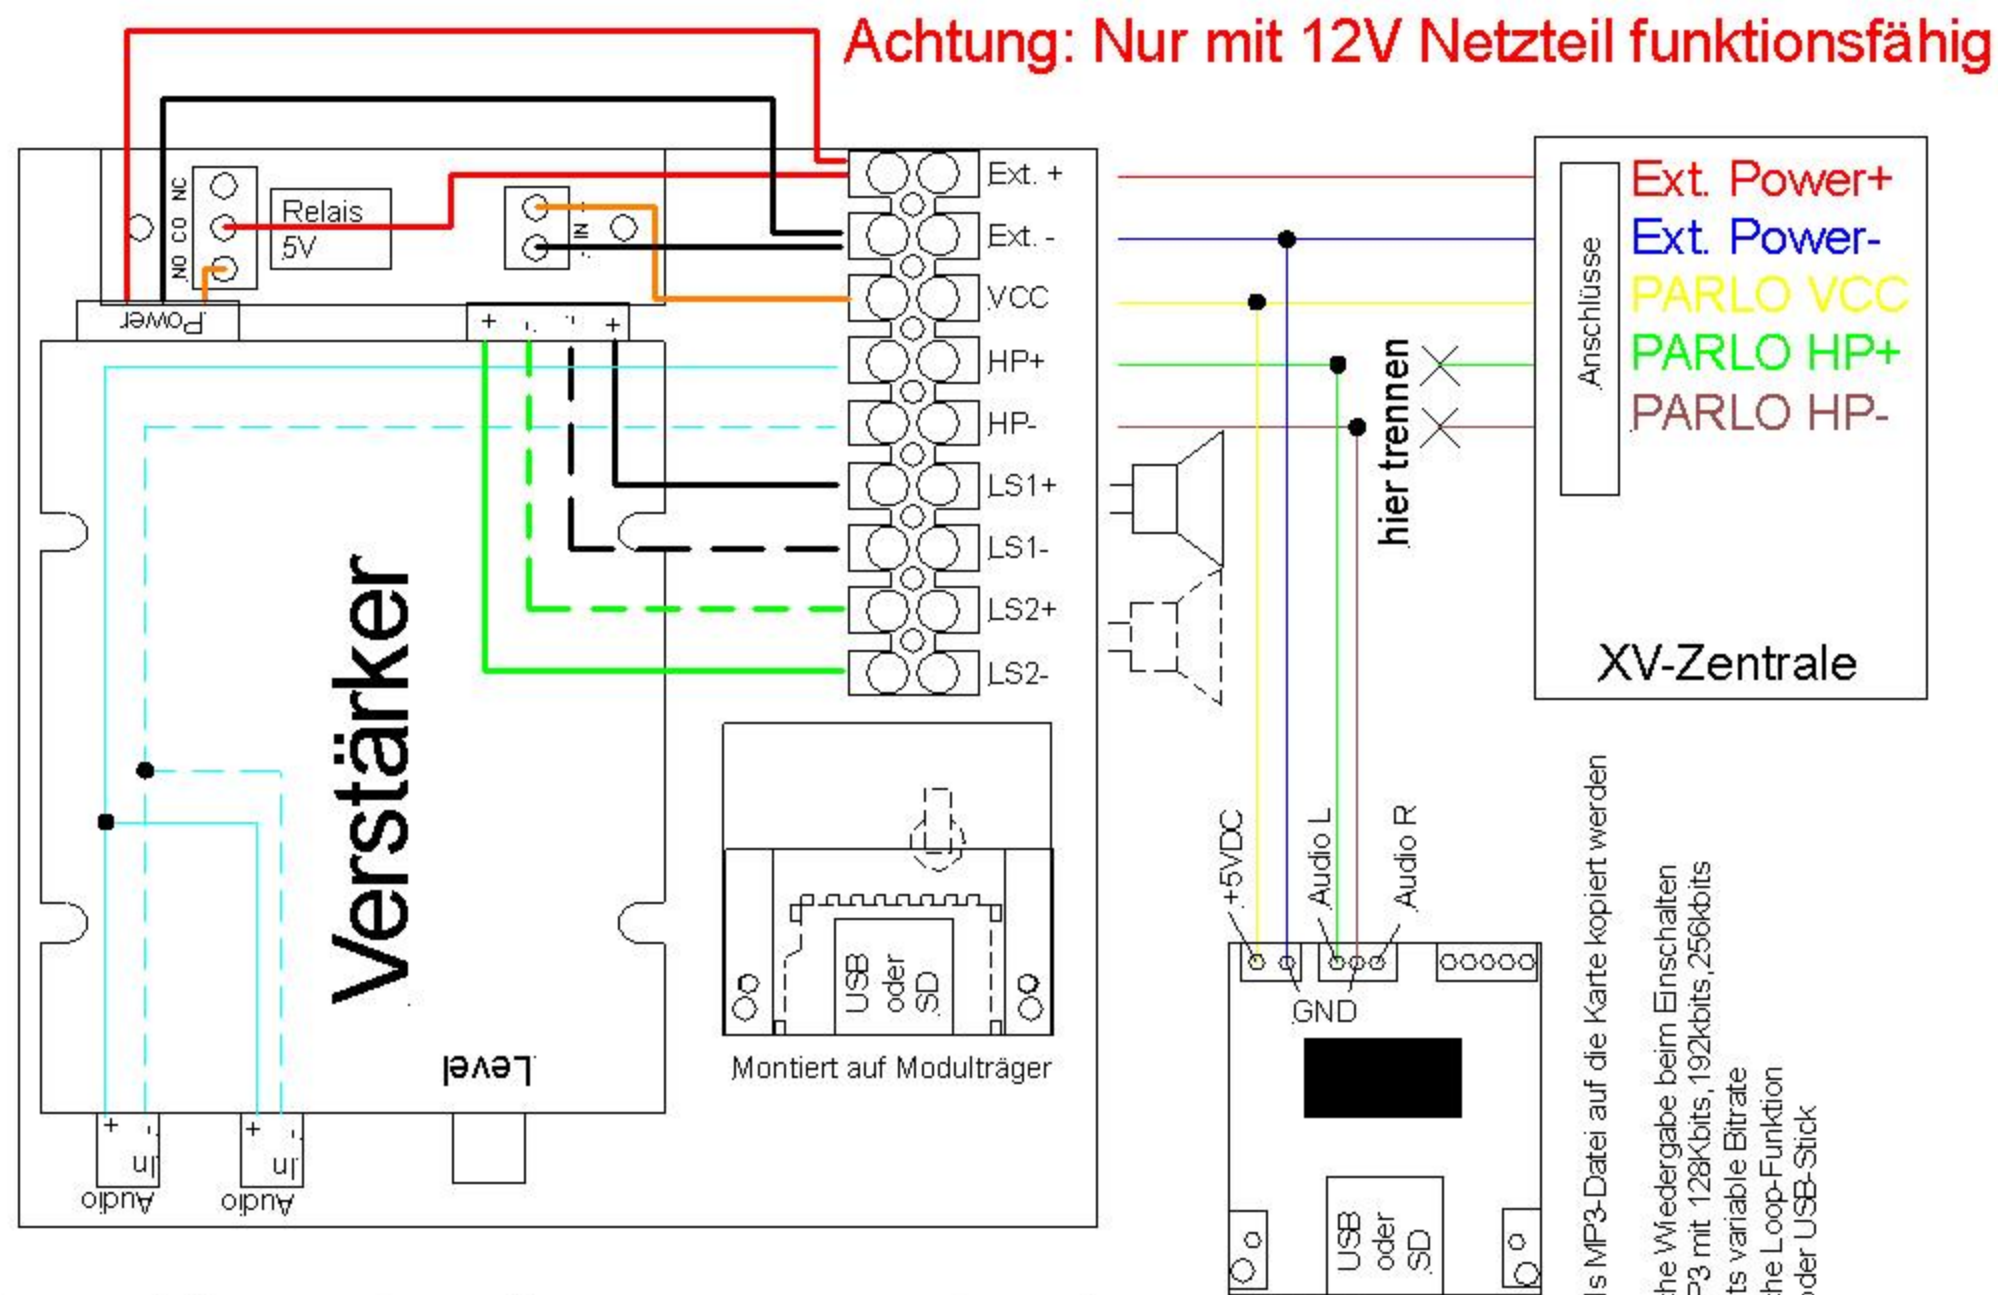 Achtung: Nur mit 12V Netzteil funktionsfähig
NC
CO
NO
Relais
5V
+
IN
-
Power
+ - - +
Ext. +
Ext. -
VCC
HP+
HP-
LS1+
LS1-
LS2+
LS2-
Anschlüsse
Ext. Power+
Ext. Power-
PARLO VCC
PARLO HP+
PARLO HP-
hier trennen
XV-Zentrale
Verstärker
Level
+ -
In
Audio
+ -
In
Audio
USB
oder
SD
Montiert auf Modulträger
+5VDC
Audio L
Audio R
GND
USB
oder
SD
MP3-Datei auf die Karte kopiert werden
Wiedergabe beim Einschalten
mit 128Kbits,192kbits,256kbits
variable Bitrate
Loop-Funktion
oder USB-Stick